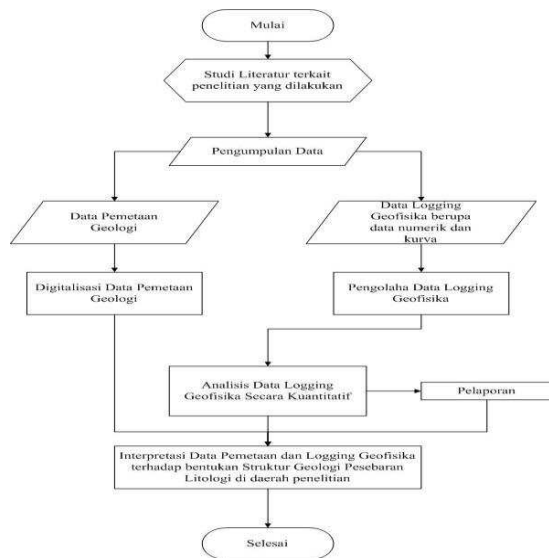 Mulai
Studi Literatur terkait
penelitian yang dilakukan
Pengumpulan Data
Data Pemetaan
Geologi
Data Logging
Geofisika berupa
data numerik dan
kurva
Digitalisasi Data Pemetaan
Geologi
Pengolaha Data Logging
Geofisika
Analisis Data Logging
Geofisika Secara Kuantitatif
Pelaporan
Interpretasi Data Pemetaan dan Logging Geofisika
terhadap bentukan Struktur Geologi Pesebaran
Litologi di daerah penelitian
Selesai